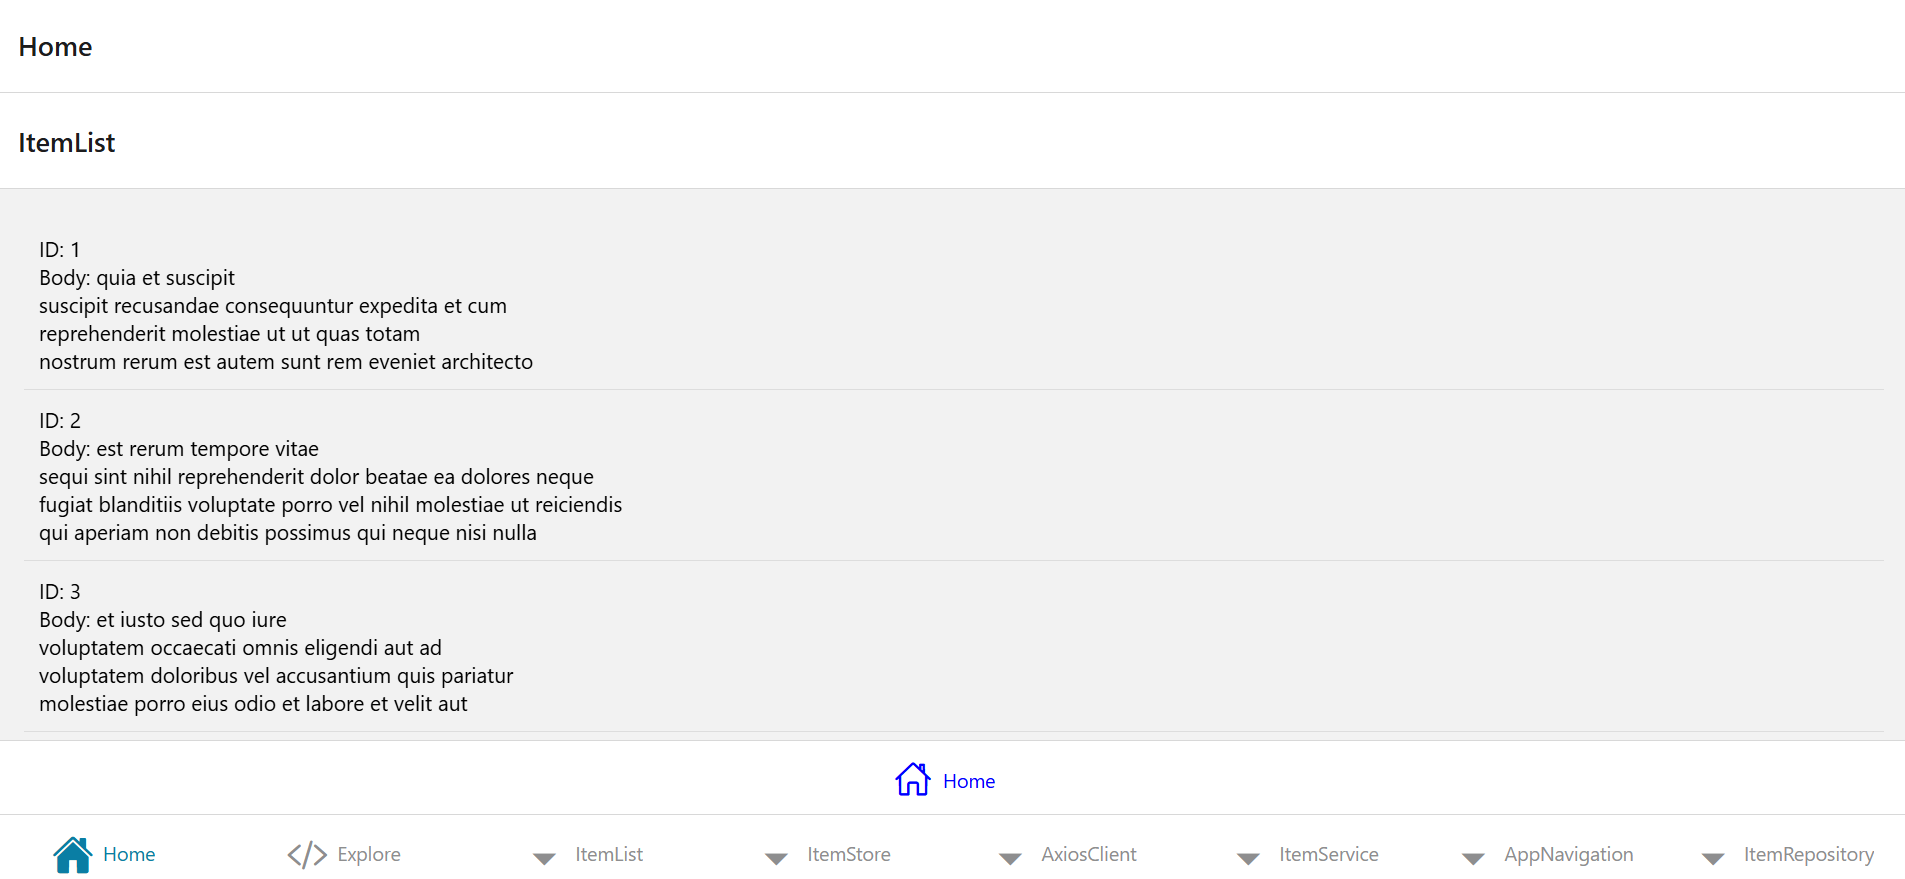 Home
ItemList
ID: 1
Body: quia et suscipit
suscipit recusandae consequuntur expedita et cum
reprehenderit molestiae ut ut quas totam
nostrum rerum est autem sunt rem eveniet architecto
ID: 2
Body: est rerum tempore vitae
sequi sint nihil reprehenderit dolor beatae ea dolores neque
fugiat blanditiis voluptate porro vel nihil molestiae ut reiciendis
qui aperiam non debitis possimus qui neque nisi nulla
ID: 3
Body: et iusto sed quo iure
voluptatem occaecati omnis eligendi aut ad
voluptatem doloribus vel accusantium quis pariatur
molestiae porro eius odio et labore et velit aut
Home
Home Explore ItemList ItemStore AxiosClient ItemService AppNavigation ItemRepository